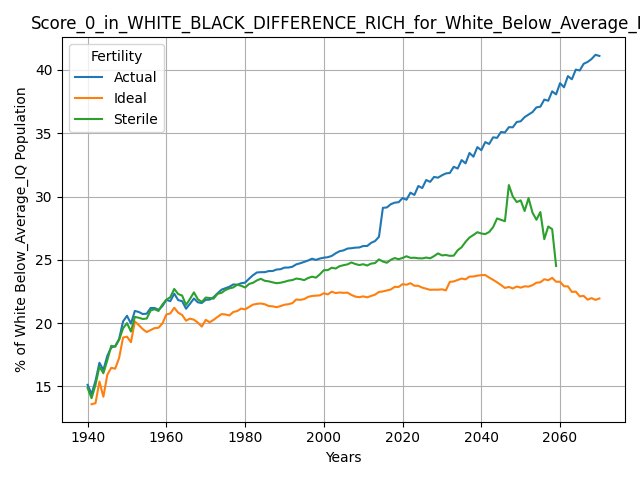 Score_0_in_WHITE_BLACK_DIFFERENCE_RICH_for_White_Below_Average_I
Fertility
Actual
Ideal
Sterile
% of White Below_Average_IQ Population
40
35
30
25
20
15
1940 1960 1980 2000 2020 2040 2060
Years